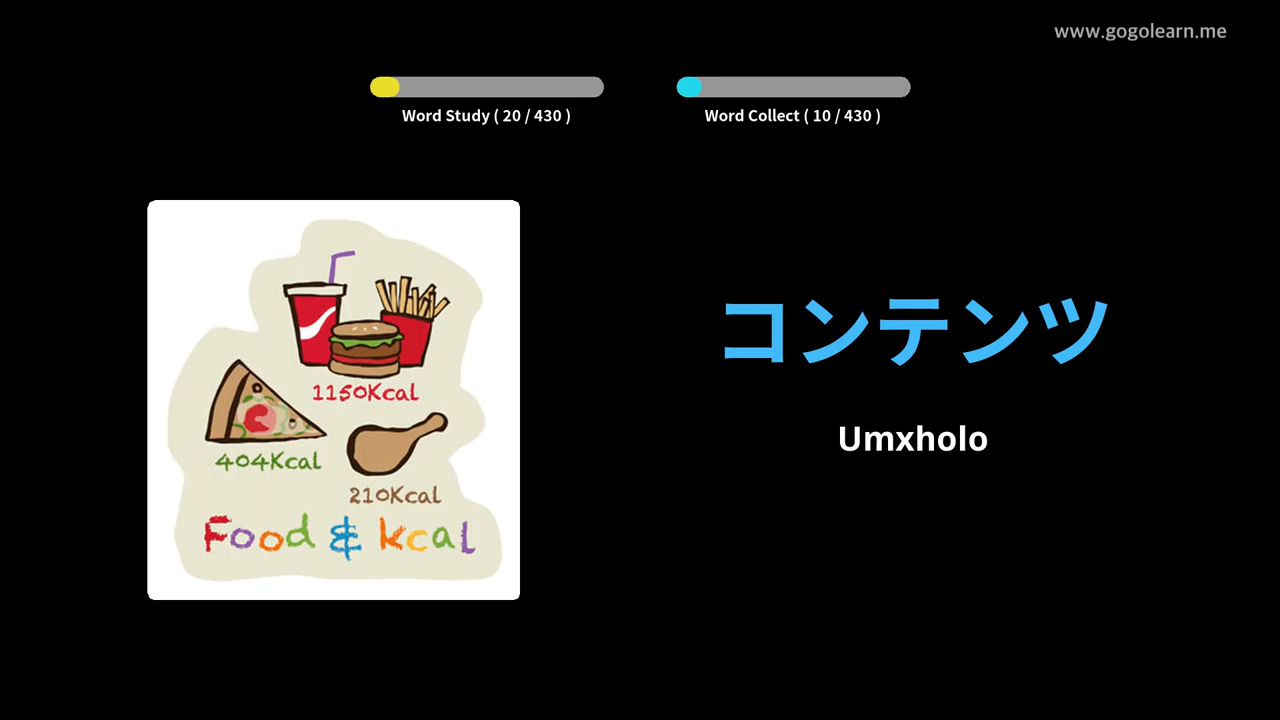 www.gogolearn.me
Word Study ( 20 / 430 )
Word Collect ( 10 / 430 )
1150Kcal
404Kcal
210Kcal
Food & kcal
コンテンツ
Umxholo